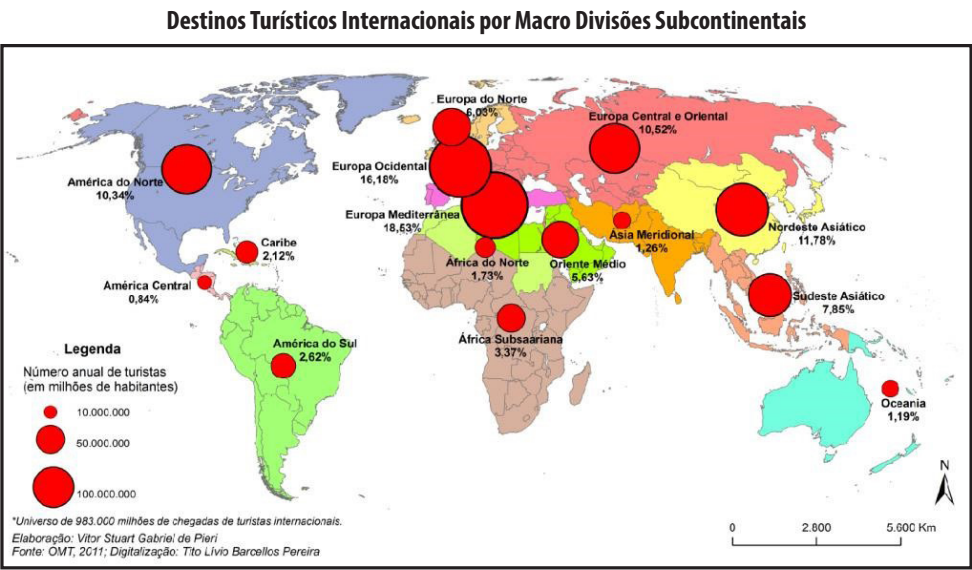 Destinos Turísticos Internacionais por Macro Divisões Subcontinentais
Europa do Norte
6,03%
Europa Central e Oriental
10,52%
Europa Ocidental
16,18%
América do Norte
10,34%
Europa Mediterrânea
18,53%
Nordeste Asiático
11,78%
Ásia Meridional
1,26%
Caribe
2,12%
África do Norte
1,73%
Oriente Médio
5,63%
América Central
0,84%
Sudeste Asiático
7,85%
África Subsaariana
3,37%
América do Sul
2,62%
Oceania
1,19%
Legenda
Número anual de turistas
(em milhões de habitantes)
10.000.000
50.000.000
100.000.000
N
0 2.800 5.600 Km
*Universo de 983.000 milhões de chegadas de turistas internacionais.
Elaboração: Vitor Stuart Gabriel de Pieri
Fonte: OMT, 2011; Digitalização: Tito Lívio Barcellos Pereira